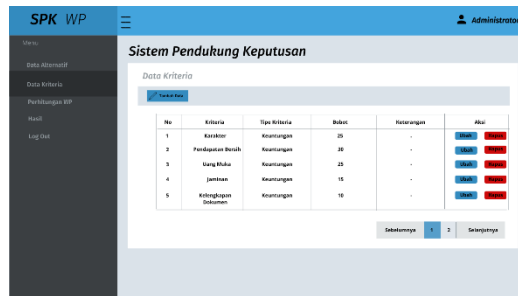 SPK WP
Administrator
Menu
Sistem Pendukung Keputusan
Data Alternatif
Data Kriteria
Data Kriteria
Tambah Data
Perhitungan WP
Hasil
Log Out
No Kriteria Tipe Kriteria Bobot Keterangan Aksi
1 Karakter Keuntungan 25 - Ubah Hapus
2 Pendapatan Bersih Keuntungan 30 - Ubah Hapus
3 Uang Muka Keuntungan 25 - Ubah Hapus
4 Jaminan Keuntungan 15 - Ubah Hapus
5 Kelengkapan Dokumen Keuntungan 10 - Ubah Hapus
Sebelumnya 1 2 Selanjutnya